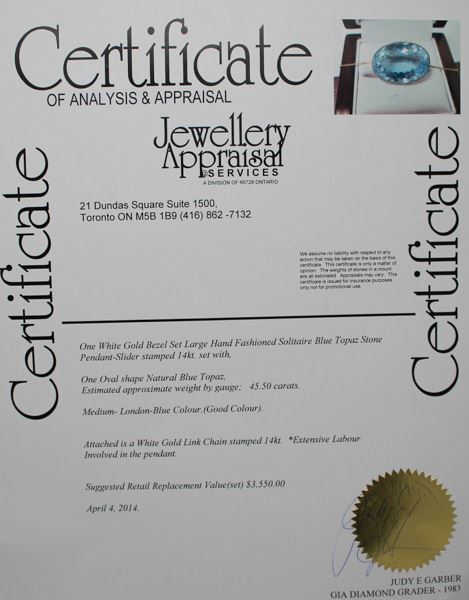 Certificate
OF ANALYSIS & APPRAISAL
Jewellery
Appraisal
SERVICES
A DIVISION OF 86728 ONTARIO
21 Dundas Square Suite 1500,
Toronto ON M5B 1B9 (416) 862 -7132
Certificate
Certificate
We assume no liability with respect to any
action that may be taken on the basis of this
certificate. This certificate is only a matter of
opinion. The weights of stones in a mount
are all estimated. Appraisals may vary. This
certificate is issued for insurance purposes
only not for promotional use.
One White Gold Bezel Set Large Hand Fashioned Solitaire Blue Topaz Stone
Pendant-Slider stamped 14kt. set with,
One Oval shape Natural Blue Topaz,
Estimated approximate weight by gauge; 45.50 carats.
Medium- London-Blue Colour.(Good Colour).
Attached is a White Gold Link Chain stamped 14kt. *Extensive Labour
Involved in the pendant.
Suggested Retail Replacement Value(set) $3,550.00
April 4, 2014.
JUDY E GARBER
GIA DIAMOND GRADER - 1983